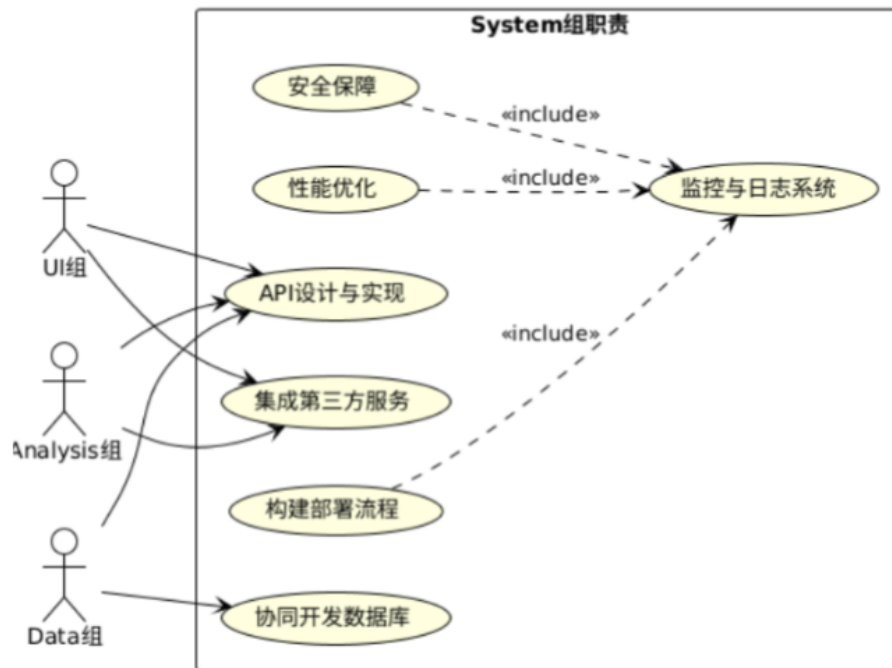 System组职责
安全保障
«include»
性能优化
«include»
监控与日志系统
UI组
API设计与实现
«include»
集成第三方服务
Analysis组
构建部署流程
协同开发数据库
Data组